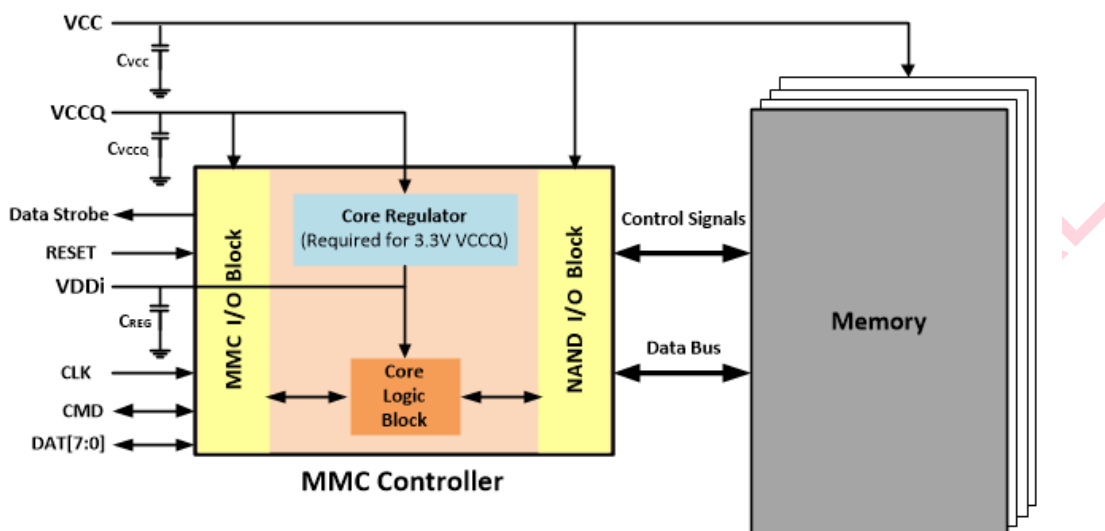 VCC
CVCC
VCCQ
CVCCQ
Data Strobe
RESET
VDDi
CREG
CLK
CMD
DAT[7:0]
MMC I/O Block
Core Regulator
(Required for 3.3V VCCQ)
Core
Logic
Block
NAND I/O Block
MMC Controller
Control Signals
Data Bus
Memory